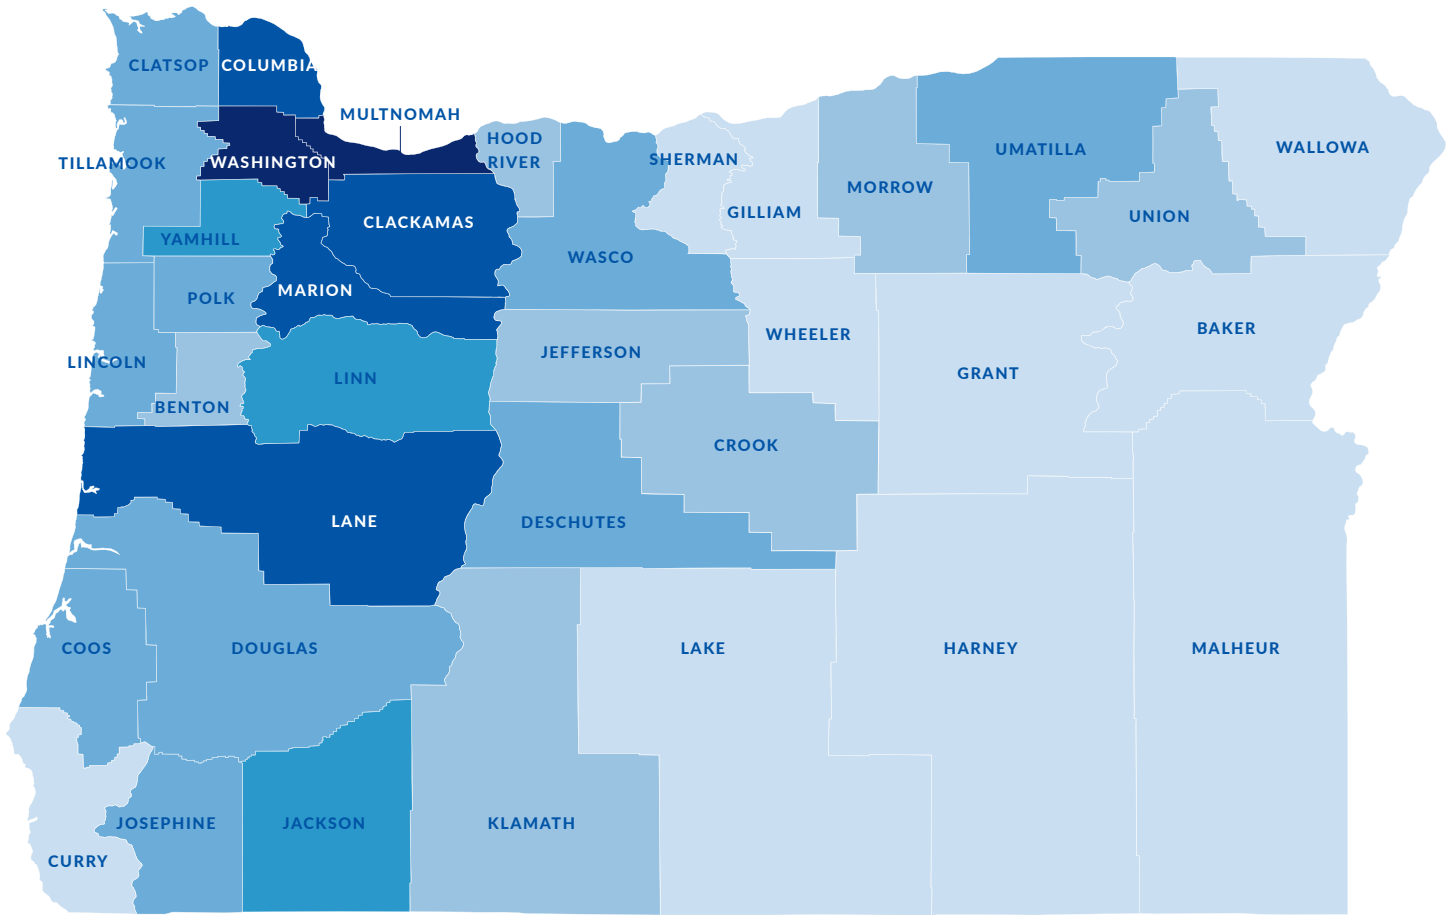 CLATSOP
COLUMBIA
MULTNOMAH
HOOD
RIVER
TILLAMOOK
WASHINGTON
SHERMAN
UMATILLA
WALLOWA
MORROW
GILLIAM
UNION
CLACKAMAS
YAMHILL
WASCO
MARION
POLK
WHEELER
BAKER
JEFFERSON
LINCOLN
LINN
GRANT
BENTON
CROOK
LANE
DESCHUTES
COOS
DOUGLAS
LAKE
HARNEY
MALHEUR
JOSEPHINE
JACKSON
KLAMATH
CURRY